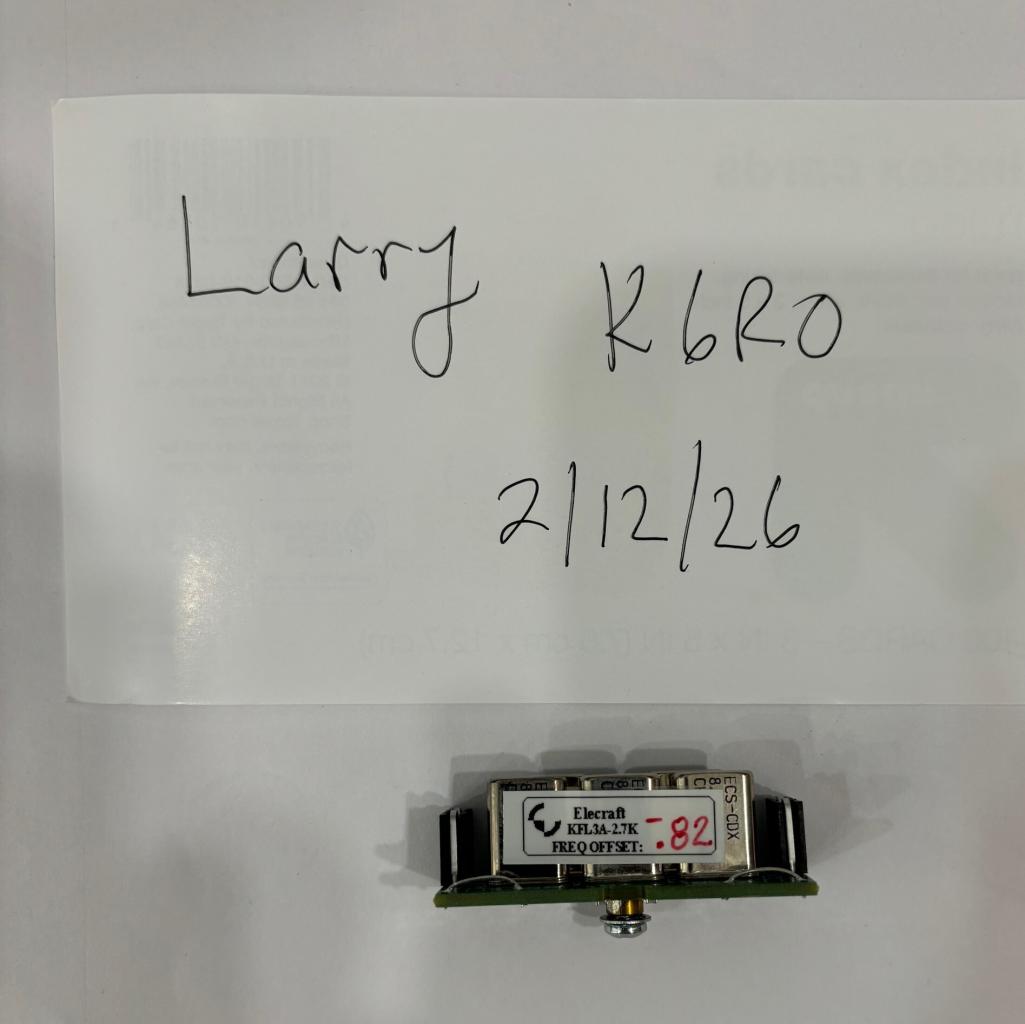 Larry
K6RO
2/12/26
Elecraft
KFL3A-2.7K
FREQ OFFSET: -.82
ECS-CDX